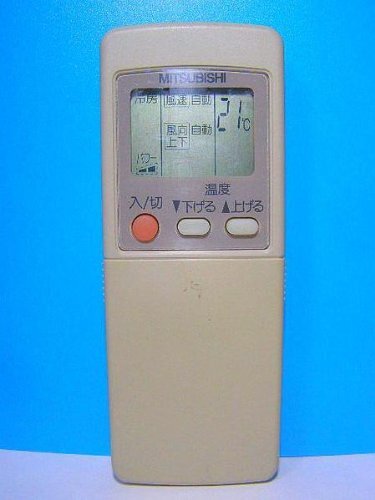 MITSUBISHI
冷房 風速 自動 21℃
風向 自動
上下
パワー
温度
入/切 ▼下げる ▲上げる